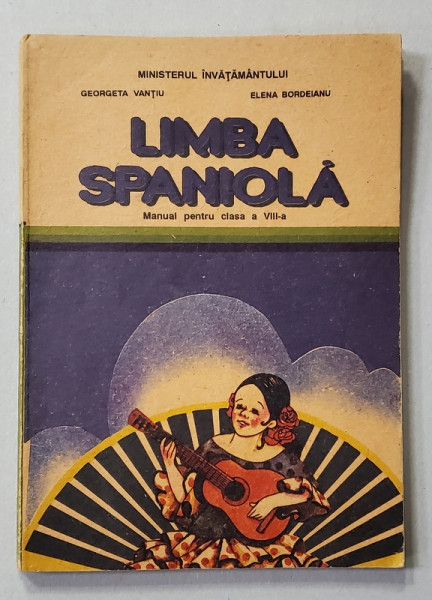 MINISTERUL ÎNVĂȚĂMÂNTULUI
GEORGETA VANȚIU ELENA BORDEIANU
LIMBA
SPANIOLĂ
Manual pentru clasa a VIII-a